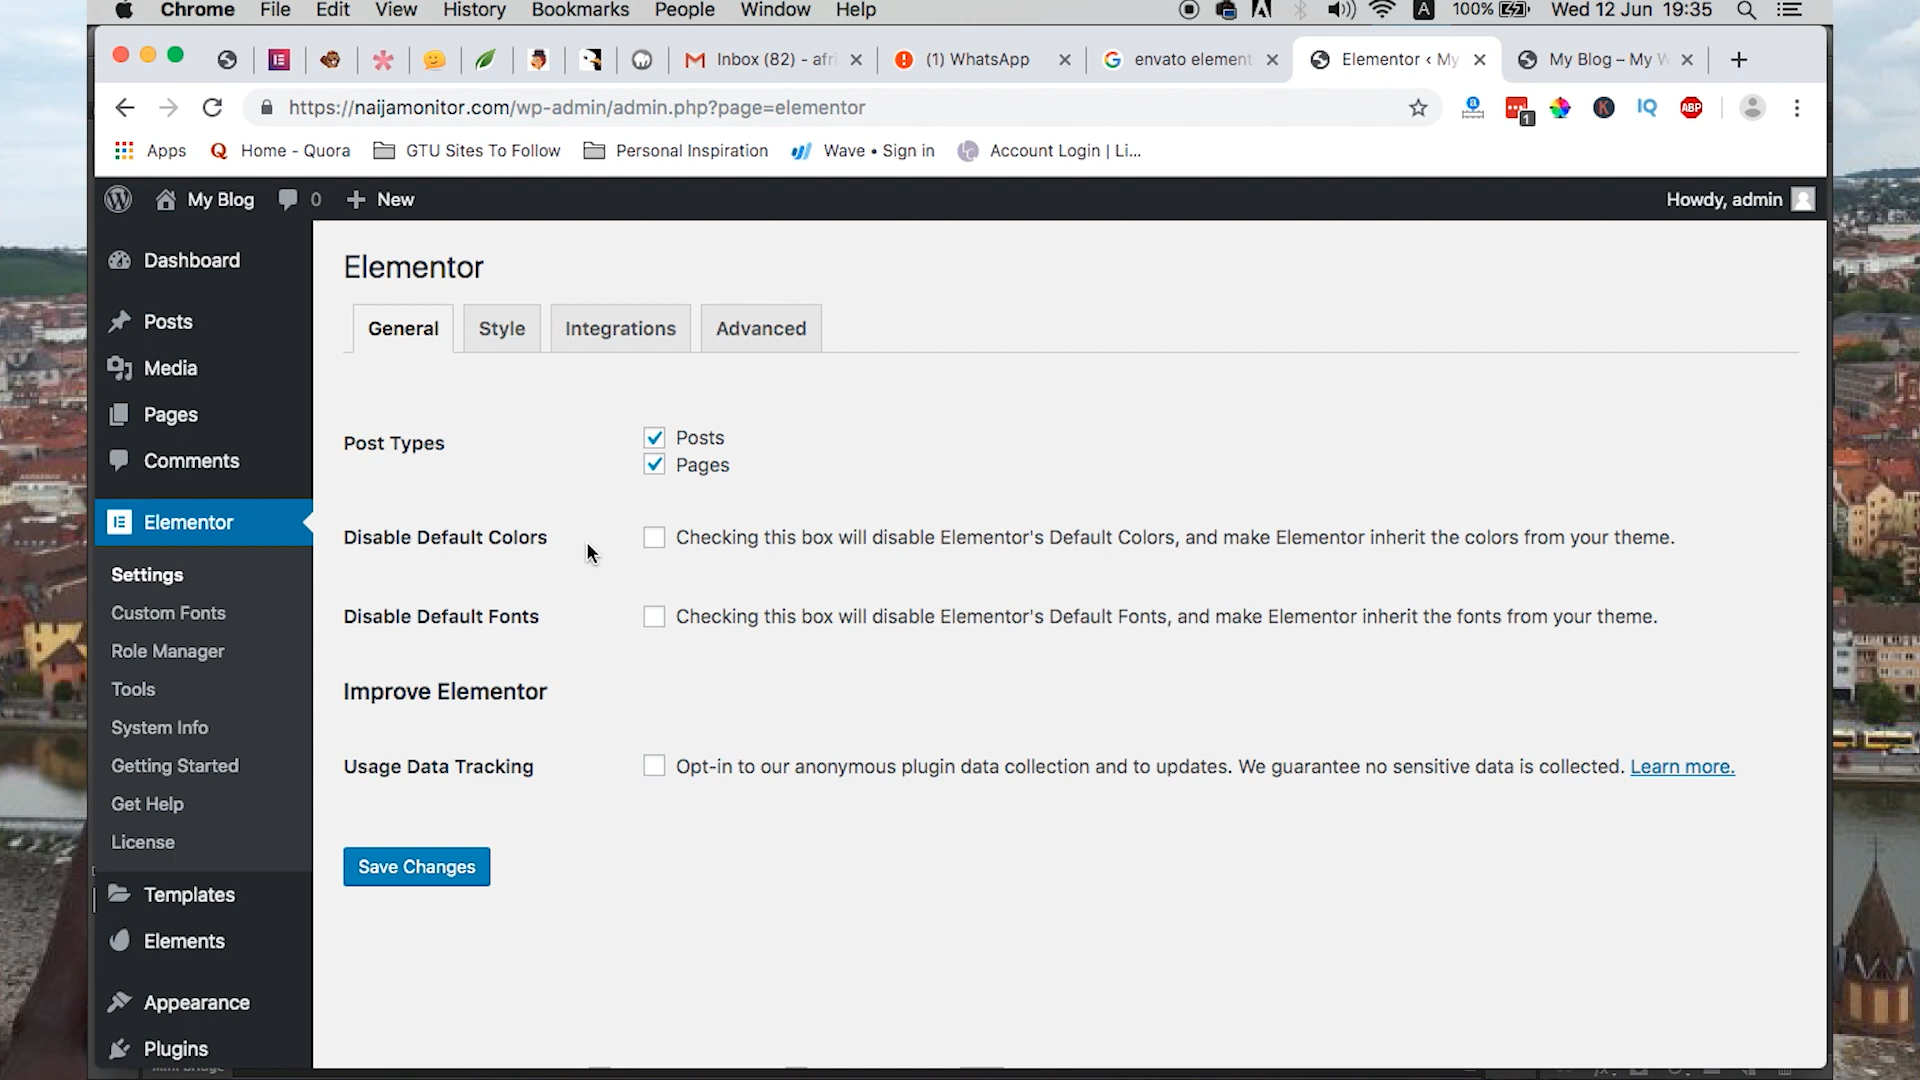 Chrome File Edit View History Bookmarks People Window Help 100% Wed 12 Jun 19:35
Inbox (82) - afri (1) WhatsApp envato element Elementor ‹ My My Blog – My W
https://naijamonitor.com/wp-admin/admin.php?page=elementor 1 K IQ ABP
Apps Home - Quora GTU Sites To Follow Personal Inspiration Wave • Sign in Account Login | Li...
My Blog 0 New Howdy, admin
Dashboard
Posts
Media
Pages
Comments
Elementor
Settings
Custom Fonts
Role Manager
Tools
System Info
Getting Started
Get Help
License
Templates
Elements
Appearance
Plugins
Elementor
General Style Integrations Advanced
Post Types
Posts
Pages
Disable Default Colors Checking this box will disable Elementor's Default Colors, and make Elementor inherit the colors from your theme.
Disable Default Fonts Checking this box will disable Elementor's Default Fonts, and make Elementor inherit the fonts from your theme.
Improve Elementor
Usage Data Tracking Opt-in to our anonymous plugin data collection and to updates. We guarantee no sensitive data is collected. Learn more.
Save Changes